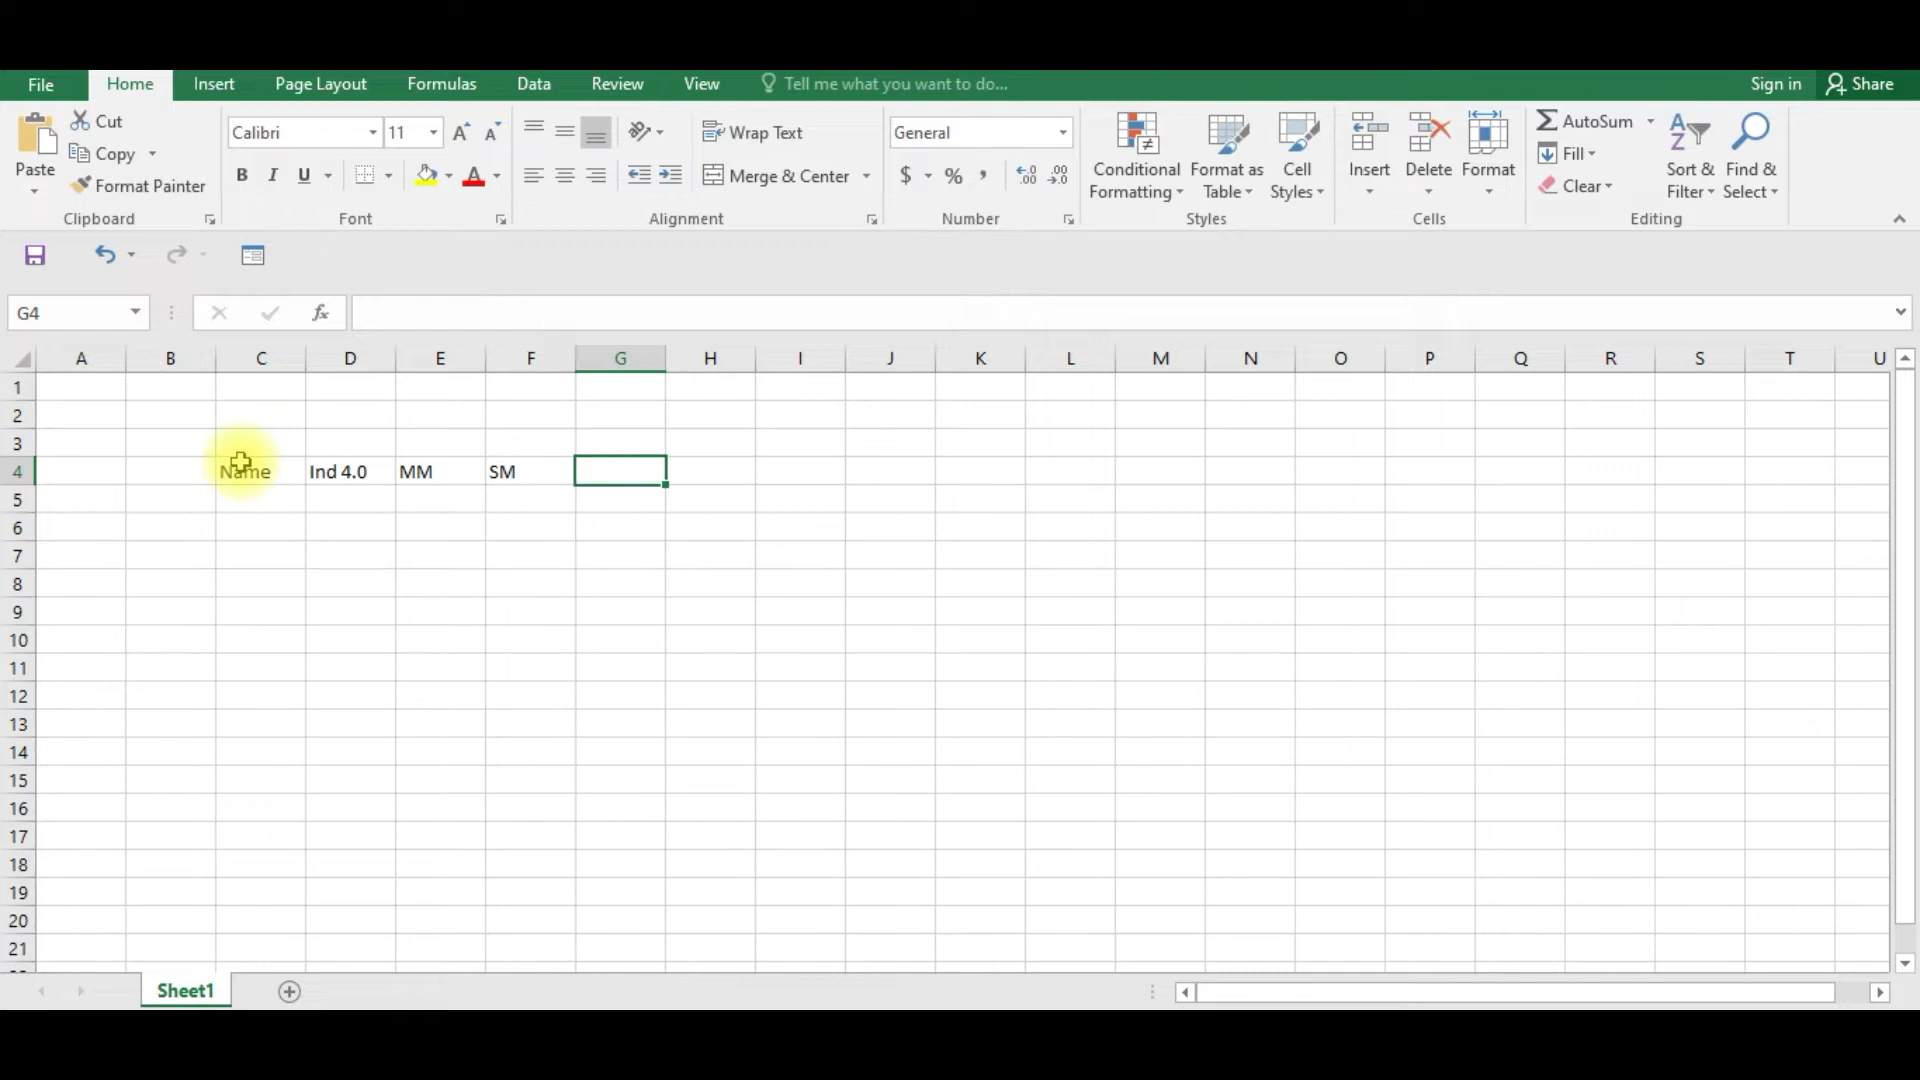 File Home Insert Page Layout Formulas Data Review View Tell me what you want to do... Sign in Share
Paste Cut Copy Format Painter Clipboard
Calibri 11 B I U A Font
Wrap Text Merge & Center Alignment
General $ % , Number
Conditional Formatting Format as Table Cell Styles Styles
Insert Delete Format Cells
AutoSum Fill Clear Sort & Filter Find & Select Editing
G4 fx
A B C D E F G H I J K L M N O P Q R S T U
1
2
3
4 Name Ind 4.0 MM SM
5
6
7
8
9
10
11
12
13
14
15
16
17
18
19
20
21
Sheet1